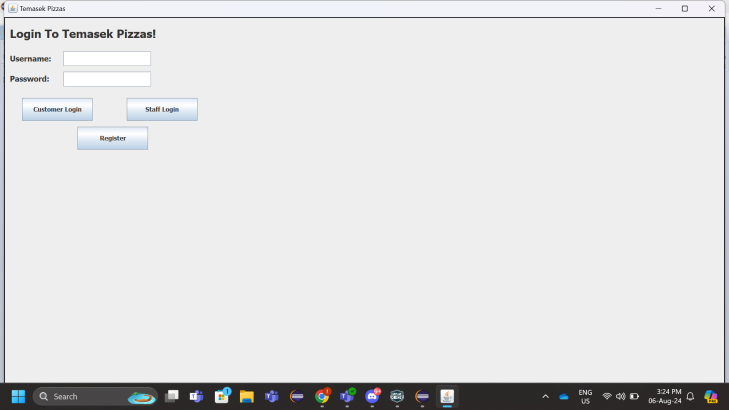 Temasek Pizzas
Login To Temasek Pizzas!
Username:
Password:
Customer Login
Staff Login
Register
Search
ENG
US
3:24 PM
06-Aug-24